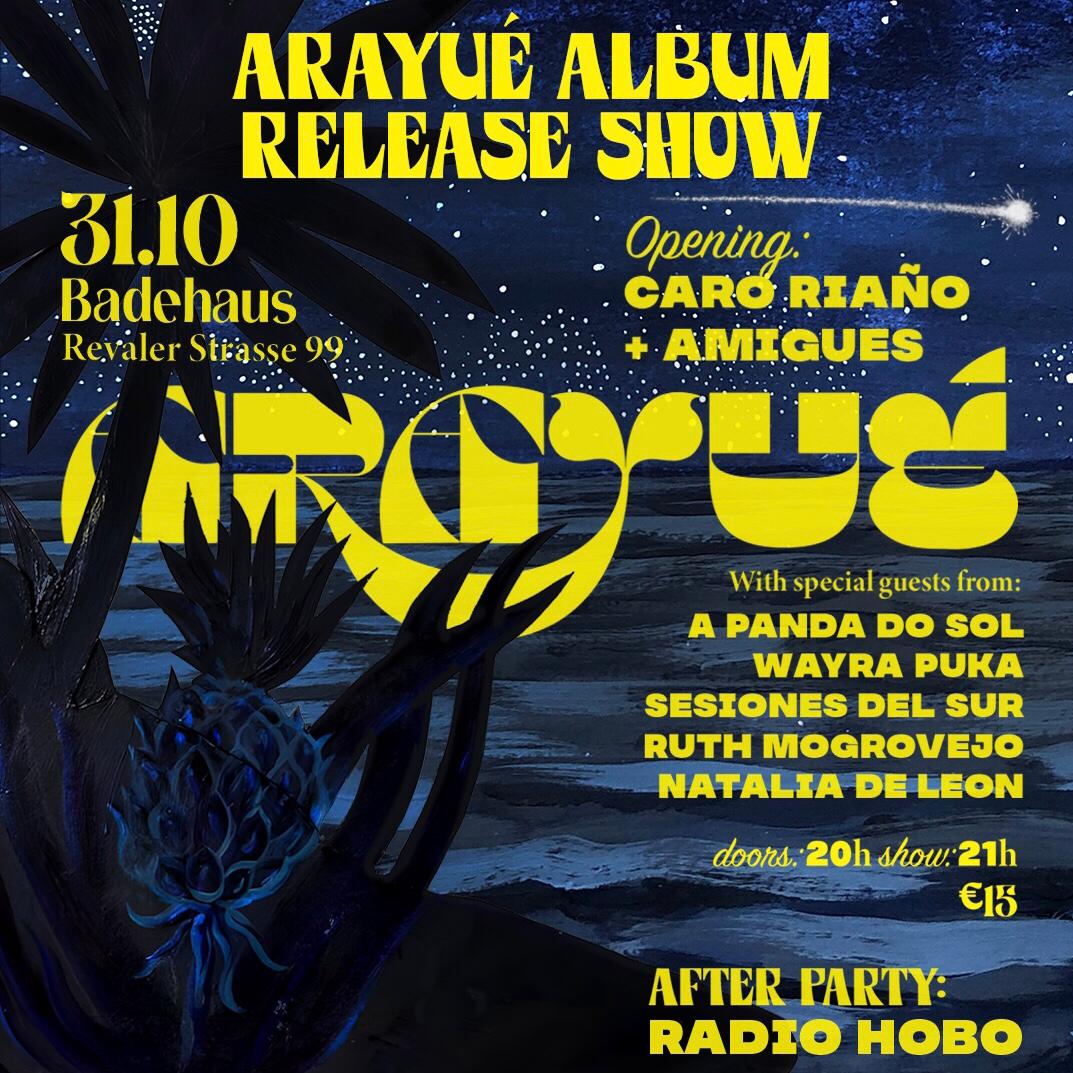 ARAYUÉ ALBUM
RELEASE SHOW
31.10
Badehaus
Revaler Strasse 99
Opening:
CARO RIAÑO
+ AMIGUES
ARAYUÉ
With special guests from:
A PANDA DO SOL
WAYRA PUKA
SESIONES DEL SUR
RUTH MOGROVEJO
NATALIA DE LEON
doors: 20h show: 21h
€15
AFTER PARTY:
RADIO HOBO